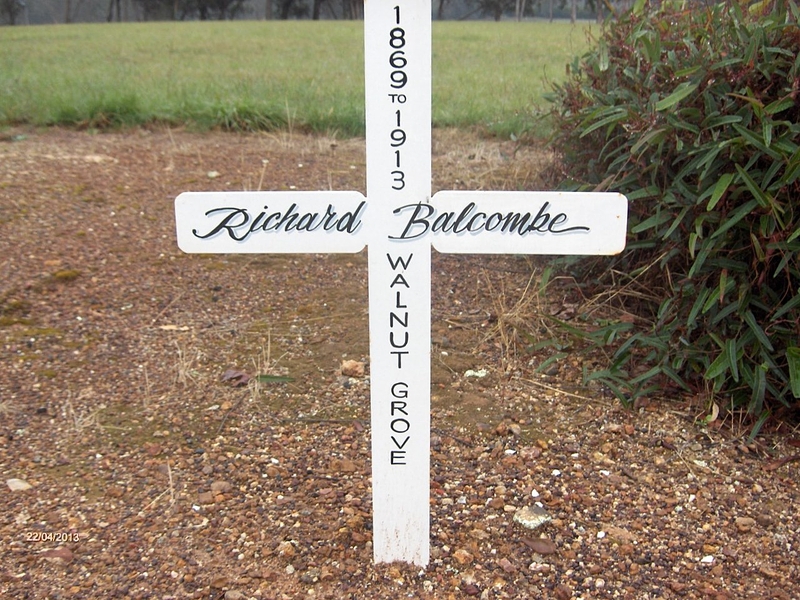 1869 TO 1913
Richard Balcombe
WALNUT GROVE
22/04/2013